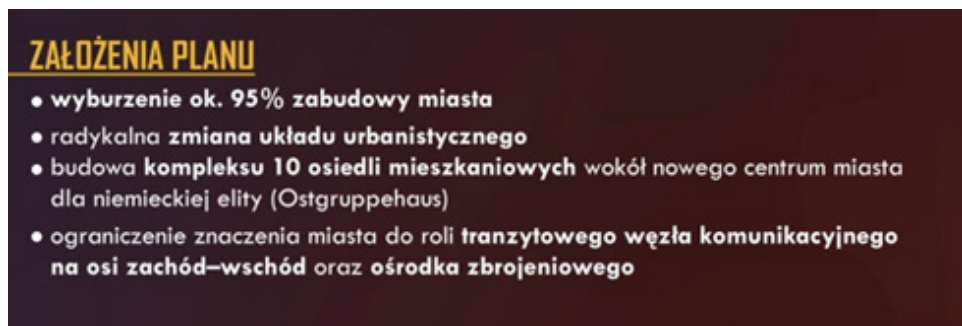 ZAŁOŻENIA PLANU
• wyburzenie ok. 95% zabudowy miasta
• radykalna zmiana układu urbanistycznego
• budowa kompleksu 10 osiedli mieszkaniowych wokół nowego centrum miasta
dla niemieckiej elity (Ostgruppehaus)
• ograniczenie znaczenia miasta do roli tranzytowego węzła komunikacyjnego
na osi zachód–wschód oraz ośrodka zbrojeniowego